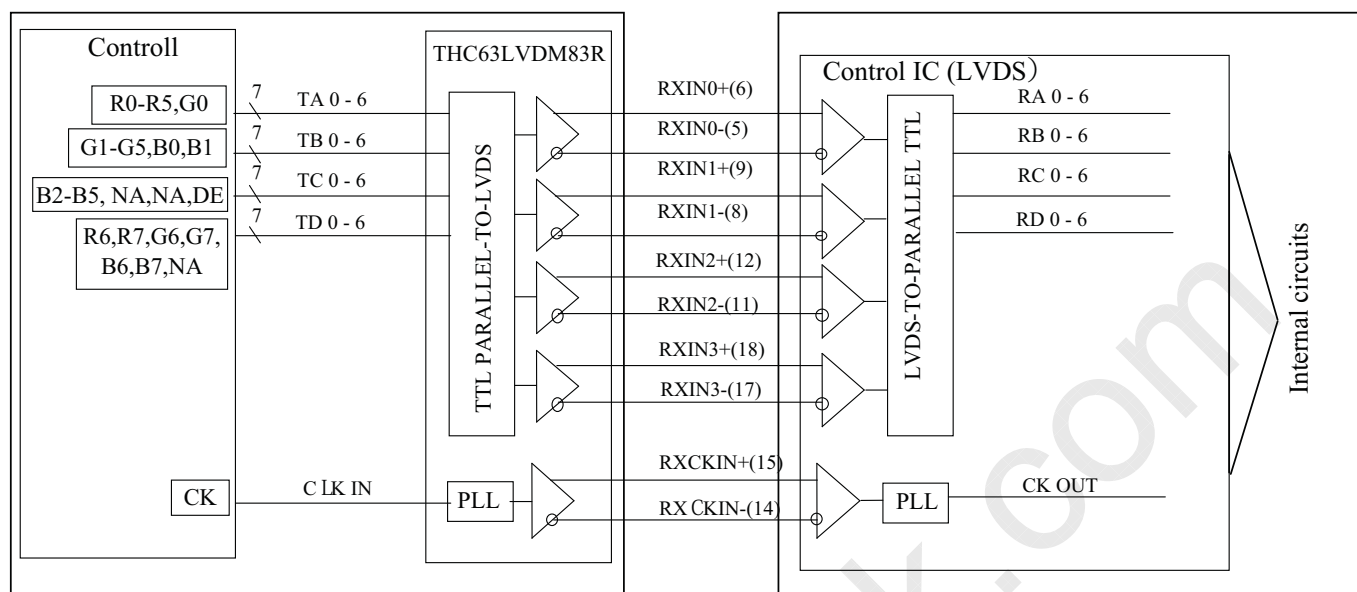 Controll
THC63LVDM83R
Control IC (LVDS)
R0-R5,G0
7
TA 0 - 6
RXIN0+(6)
RA 0 - 6
G1-G5,B0,B1
7
TB 0 - 6
RXIN0-(5)
RB 0 - 6
B2-B5, NA,NA,DE
7
TC 0 - 6
RXIN1+(9)
RC 0 - 6
R6,R7,G6,G7,
B6,B7,NA
7
TD 0 - 6
RXIN1-(8)
RD 0 - 6
TTL PARALLEL-TO-LVDS
RXIN2+(12)
RXIN2-(11)
RXIN3+(18)
RXIN3-(17)
LVDS-TO-PARALLEL TTL
Internal circuits
CK
CLK IN
PLL
RXCKIN+(15)
RXCKIN-(14)
PLL
CK OUT
k.com